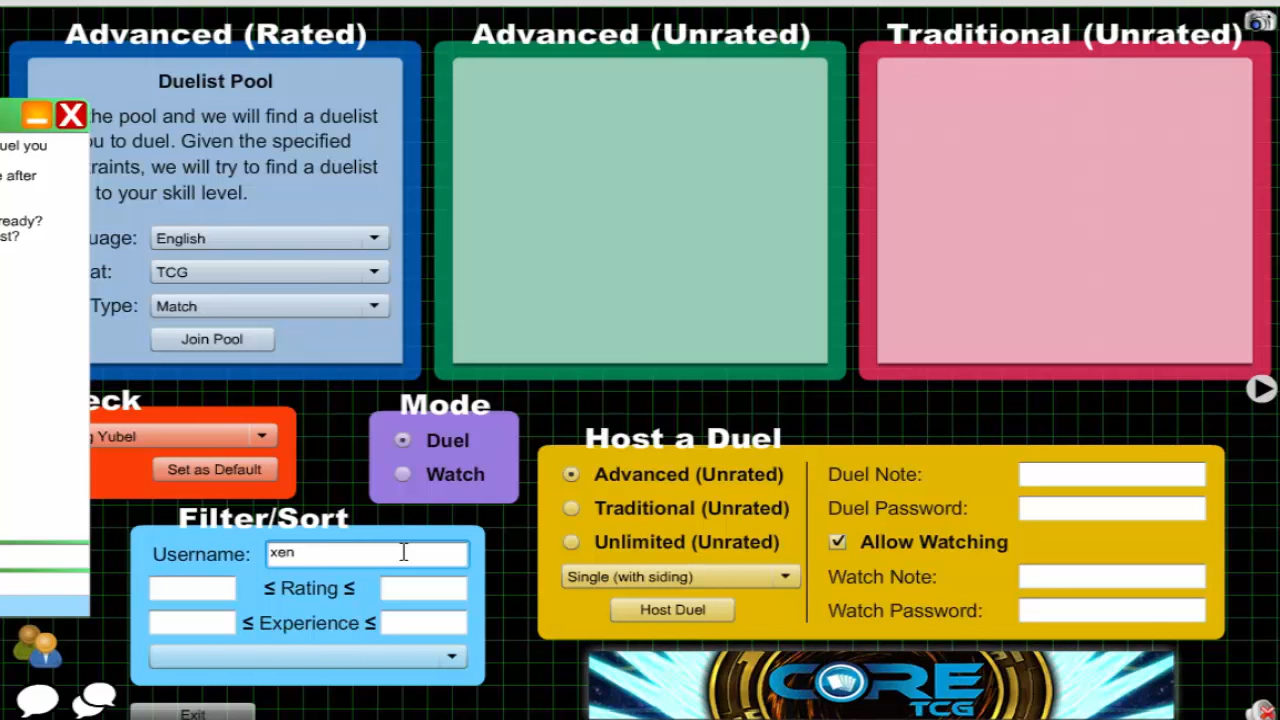 Advanced (Rated)
Advanced (Unrated)
Traditional (Unrated)
Duelist Pool
he pool and we will find a duelist
ou to duel. Given the specified
raints, we will try to find a duelist
to your skill level.
uage:
English
at:
TCG
Type:
Match
Join Pool
X
uel you
e after
ready?
st?
eck
g Yubel
Set as Default
Mode
Duel
Watch
Filter/Sort
Username:
xen
≤ Rating ≤
≤ Experience ≤
Exit
Host a Duel
Advanced (Unrated)
Traditional (Unrated)
Unlimited (Unrated)
Single (with siding)
Host Duel
Duel Note:
Duel Password:
Allow Watching
Watch Note:
Watch Password:
CORE
TCG